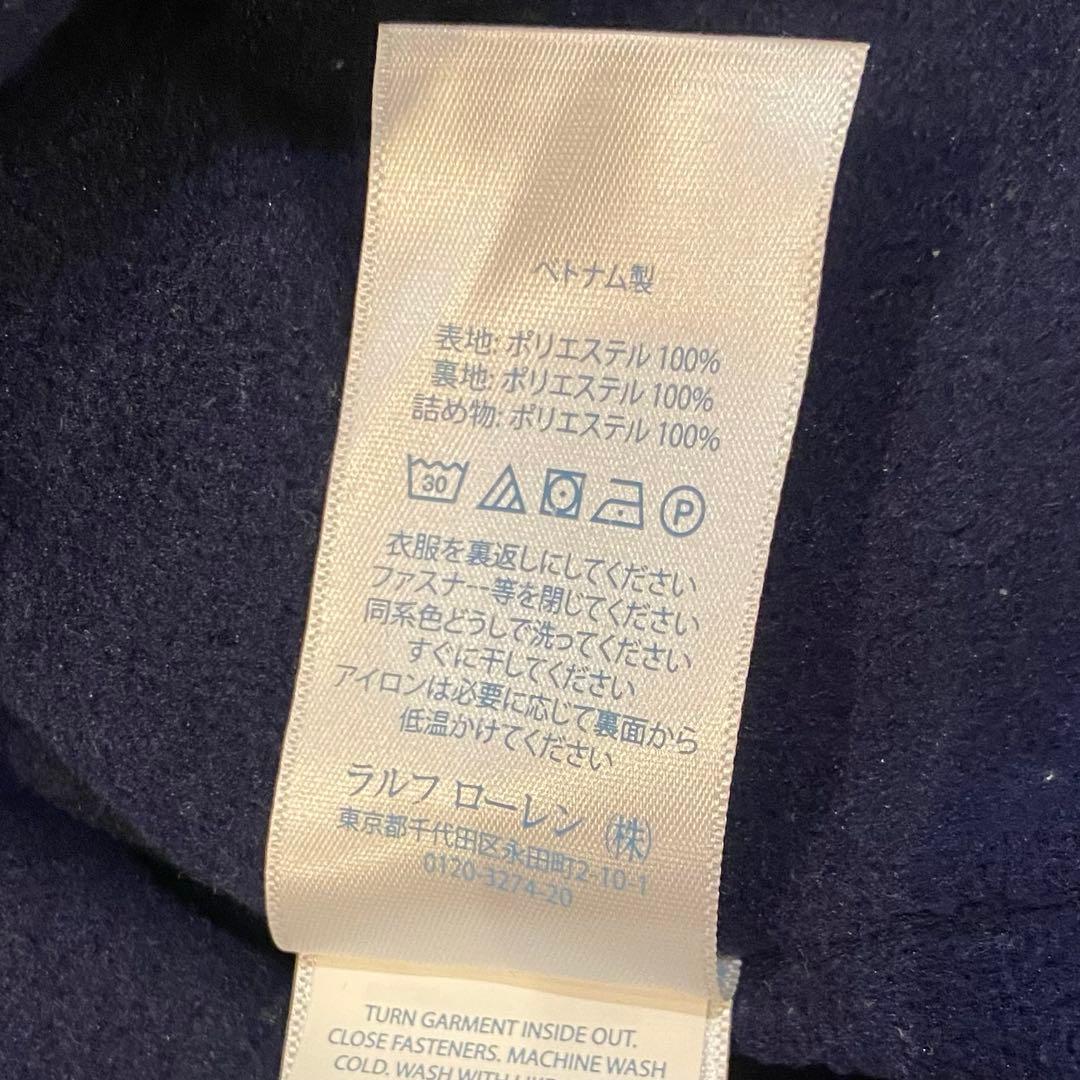 ベトナム製
表地: ポリエステル 100%
裏地: ポリエステル 100%
詰め物: ポリエステル 100%
30
P
衣服を裏返しにしてください
ファスナー等を閉じてください
同系色どうしで洗ってください
すぐに干してください
アイロンは必要に応じて裏面から
低温かけてください
ラルフ ローレン (株)
東京都千代田区永田町2-10-1
0120-3274-20
TURN GARMENT INSIDE OUT.
CLOSE FASTENERS. MACHINE WASH
COLD. WASH WITH